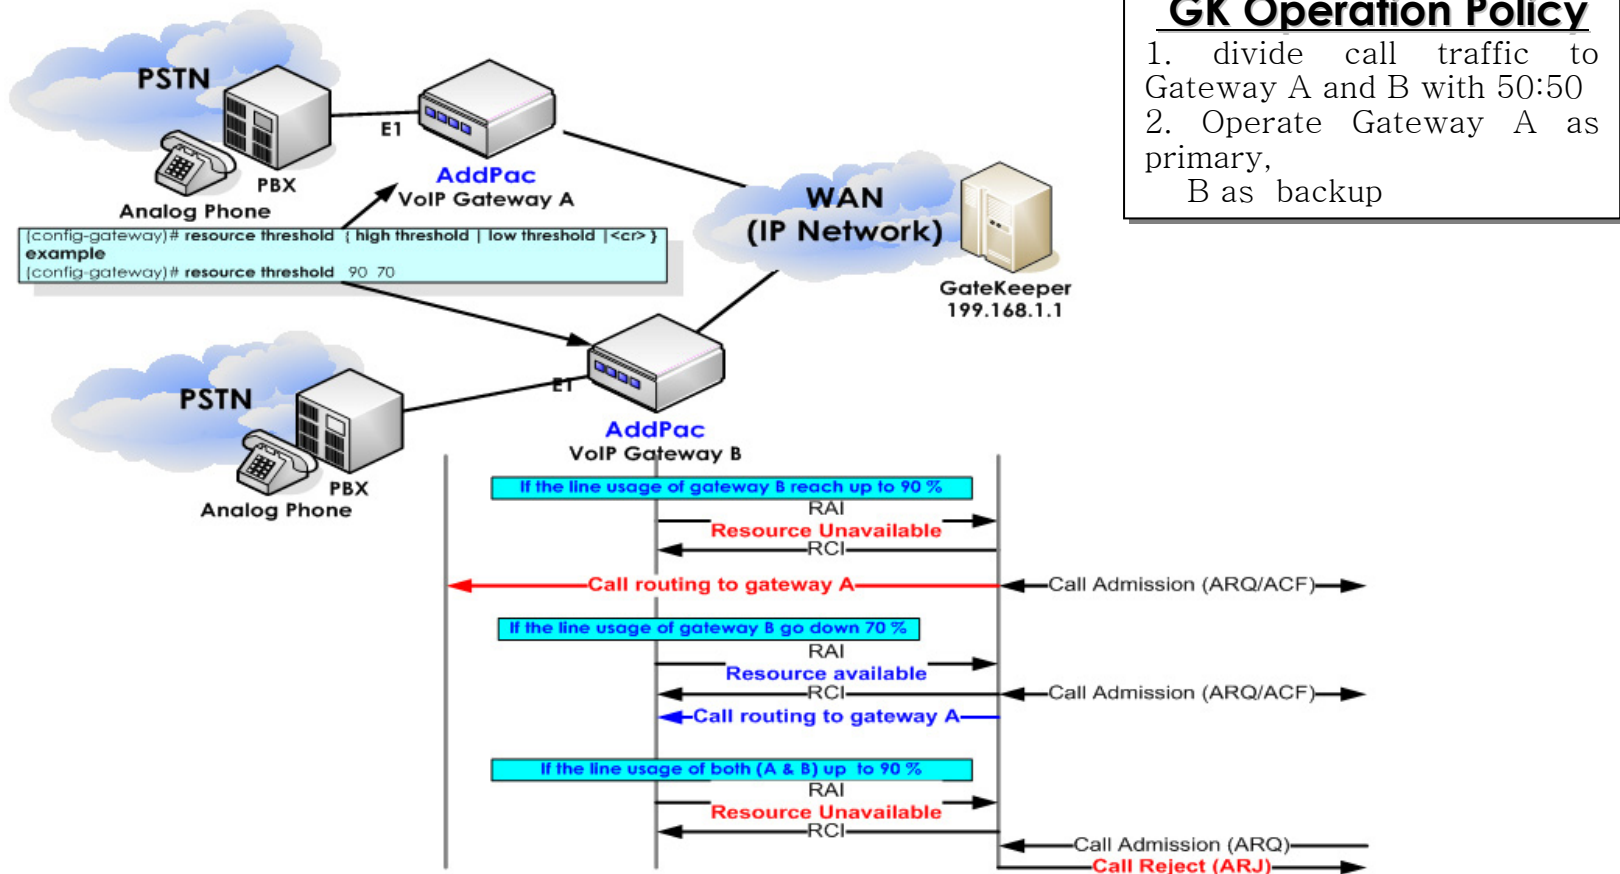 GK Operation Policy
1. divide call traffic to
Gateway A and B with 50:50
2. Operate Gateway A as
primary,
B as backup
PSTN
E1
PBX
Analog Phone
AddPac
VoIP Gateway A
WAN
(IP Network)
GateKeeper
199.168.1.1
(config-gateway)# resource threshold { high threshold | low threshold |<cr> }
example
(config-gateway)# resource threshold 90 70
PSTN
E1
PBX
Analog Phone
AddPac
VoIP Gateway B
If the line usage of gateway B reach up to 90 %
RAI
Resource Unavailable
RCI
Call routing to gateway A
Call Admission (ARQ/ACF)
If the line usage of gateway B go down 70 %
RAI
Resource available
RCI
Call Admission (ARQ/ACF)
Call routing to gateway A
If the line usage of both (A & B) up to 90 %
RAI
Resource Unavailable
RCI
Call Admission (ARQ)
Call Reject (ARJ)